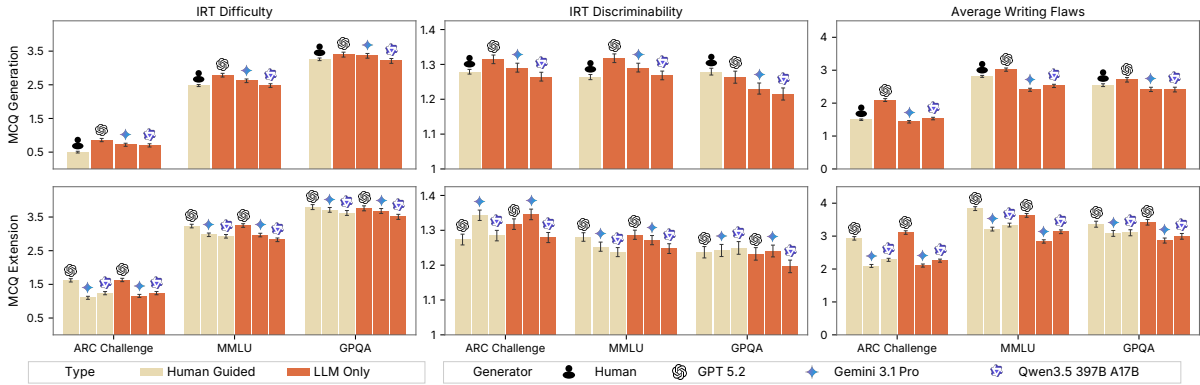 IRT Difficulty
IRT Discriminability
Average Writing Flaws
MCQ Generation
3.5
2.5
1.5
0.5
1.4
1.3
1.2
1.1
1
4
3
2
1
0
MCQ Extension
3.5
2.5
1.5
0.5
1.4
1.3
1.2
1.1
1
4
3
2
1
0
ARC Challenge MMLU GPQA
ARC Challenge MMLU GPQA
ARC Challenge MMLU GPQA
Type Human Guided LLM Only
Generator Human GPT 5.2 Gemini 3.1 Pro Qwen3.5 397B A17B